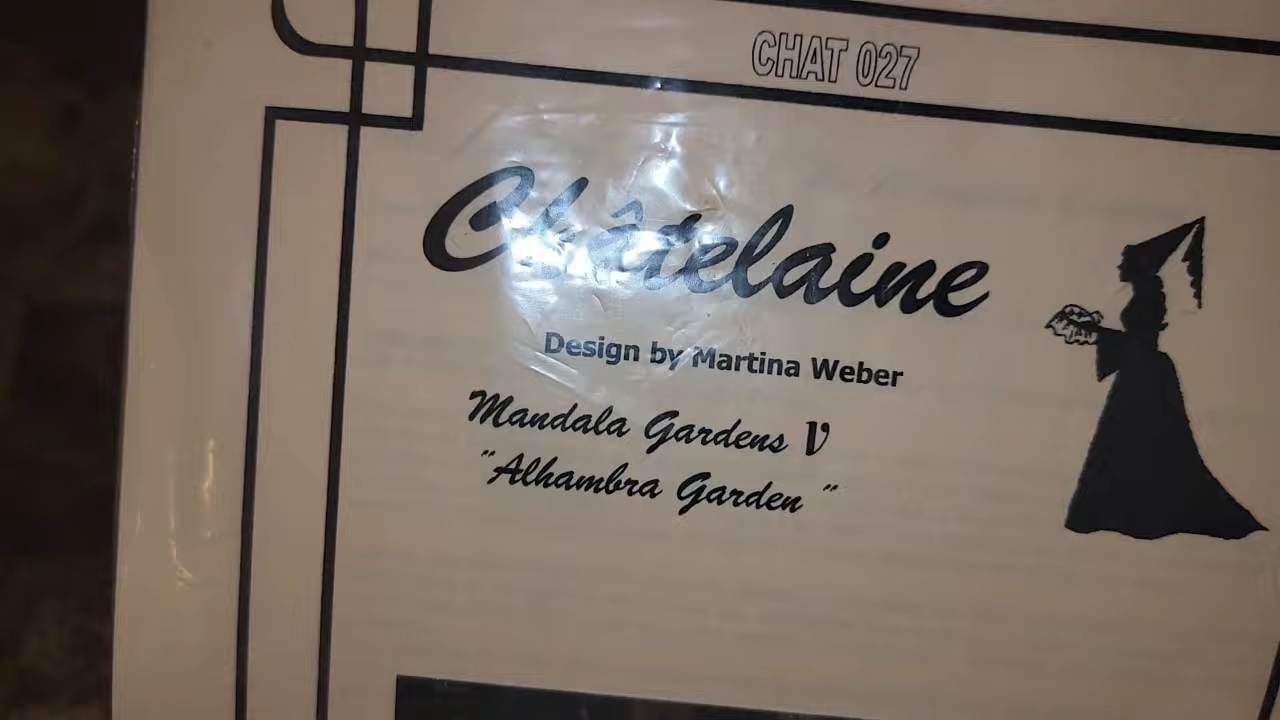 CHAT 027
Châtelaine
Design by Martina Weber
Mandala Gardens V
"Alhambra Garden"